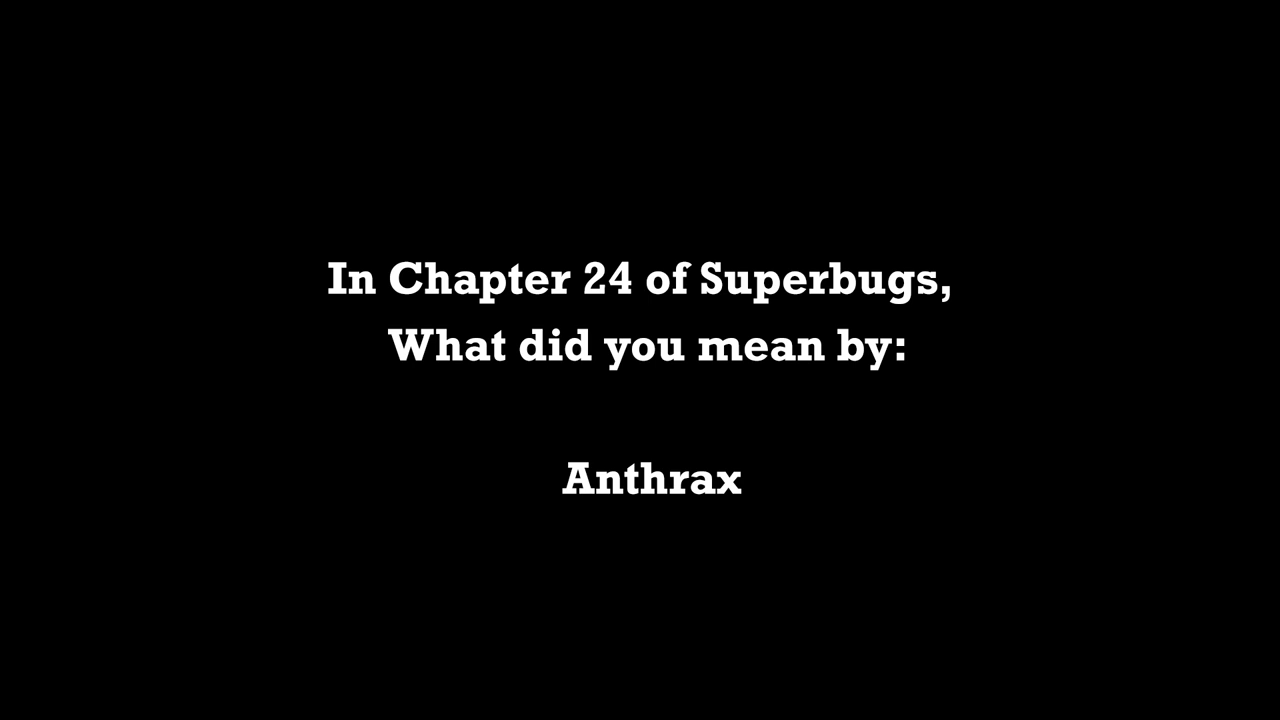 In Chapter 24 of Superbugs,
What did you mean by:
Anthrax